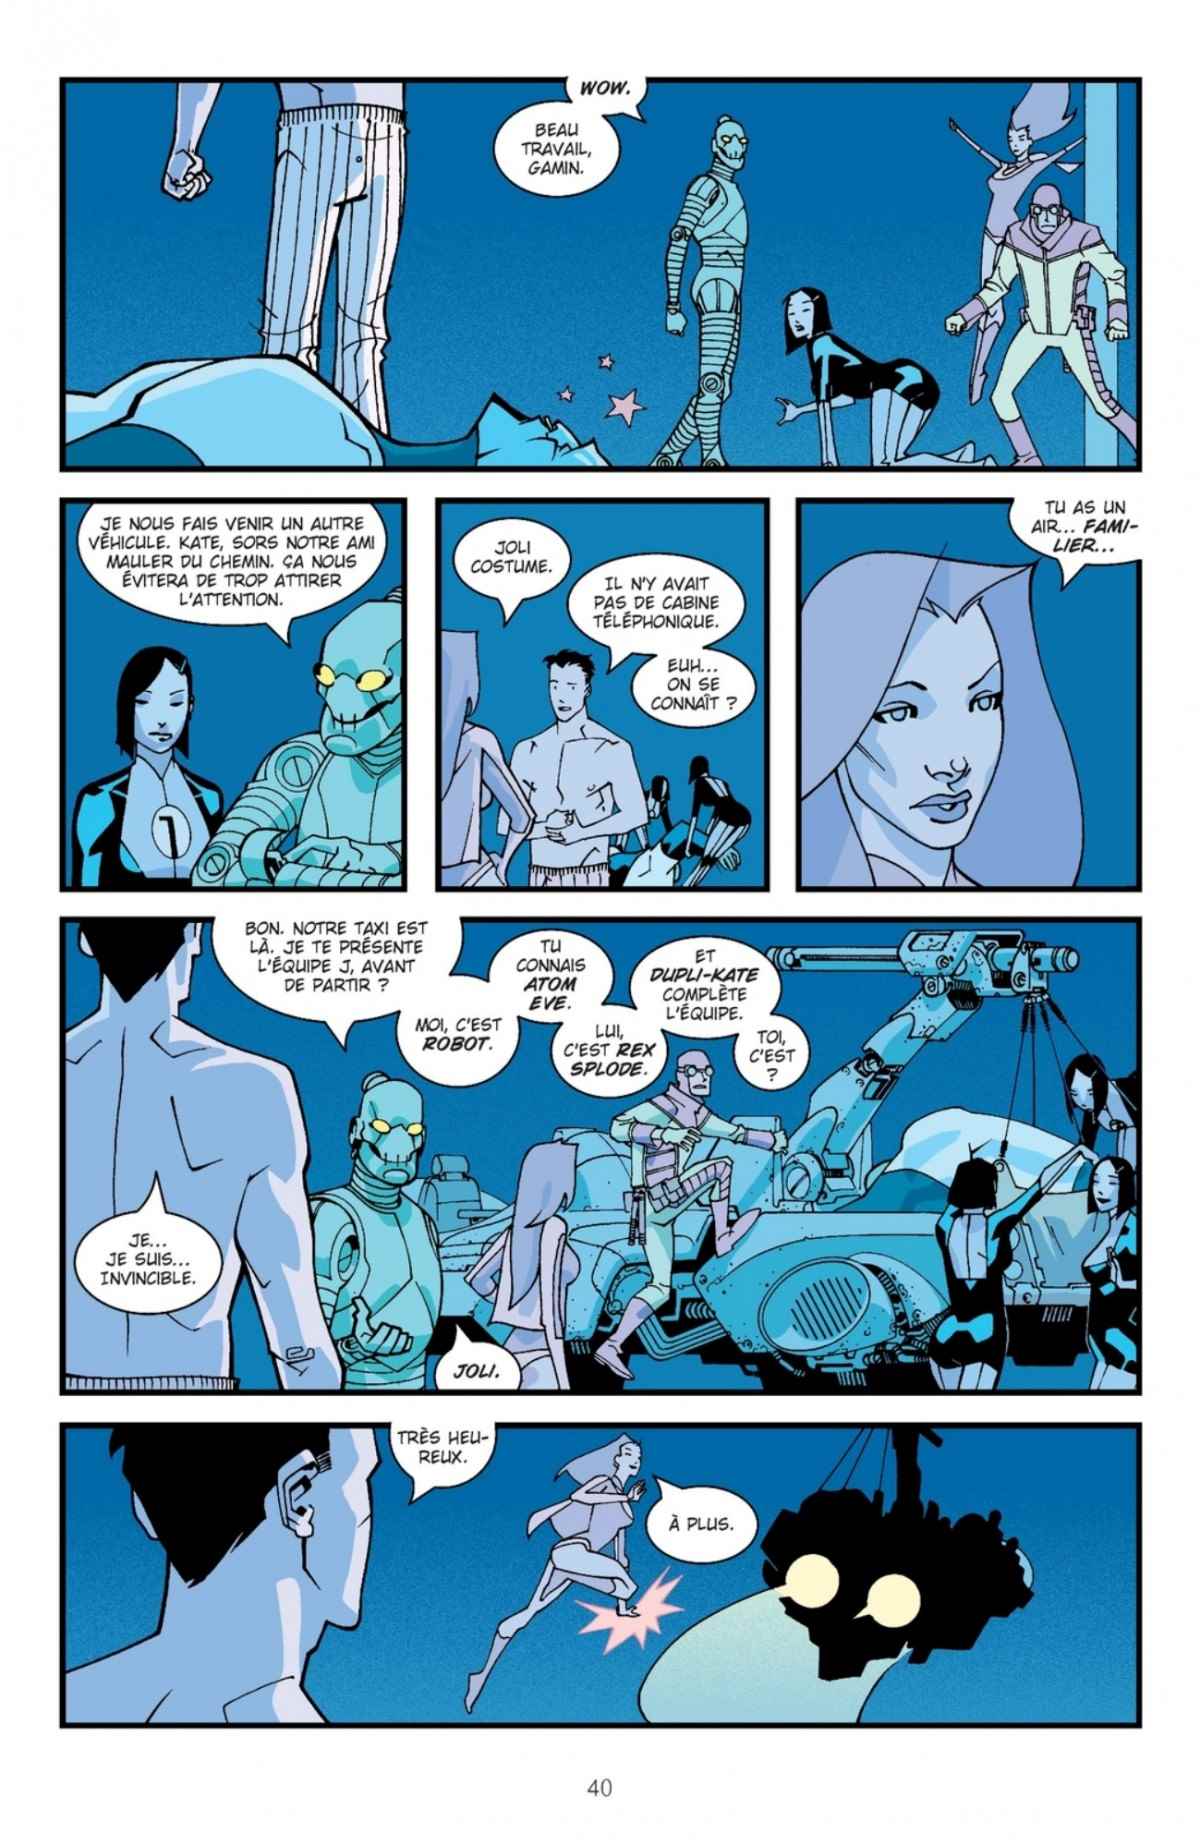 WOW.
BEAU
TRAVAIL,
GAMIN.
JE NOUS FAIS VENIR UN AUTRE
VÉHICULE. KATE, SORS NOTRE AMI
MAULER DU CHEMIN. ÇA NOUS
ÉVITERA DE TROP ATTIRER
L'ATTENTION.
1
JOLI
COSTUME.
IL N'Y AVAIT
PAS DE CABINE
TÉLÉPHONIQUE.
EUH...
ON SE
CONNAÎT ?
TU AS UN
AIR... FAMI-
LIER...
BON. NOTRE TAXI EST
LÀ. JE TE PRÉSENTE
L'ÉQUIPE J, AVANT
DE PARTIR ?
MOI, C'EST
ROBOT.
TU
CONNAIS
ATOM
EVE.
LUI,
C'EST REX
SPLODE.
ET
DUPLI-KATE
COMPLÈTE
L'ÉQUIPE.
TOI,
C'EST
?
JE...
JE SUIS...
INVINCIBLE.
JOLI.
TRÈS HEU-
REUX.
À PLUS.
40